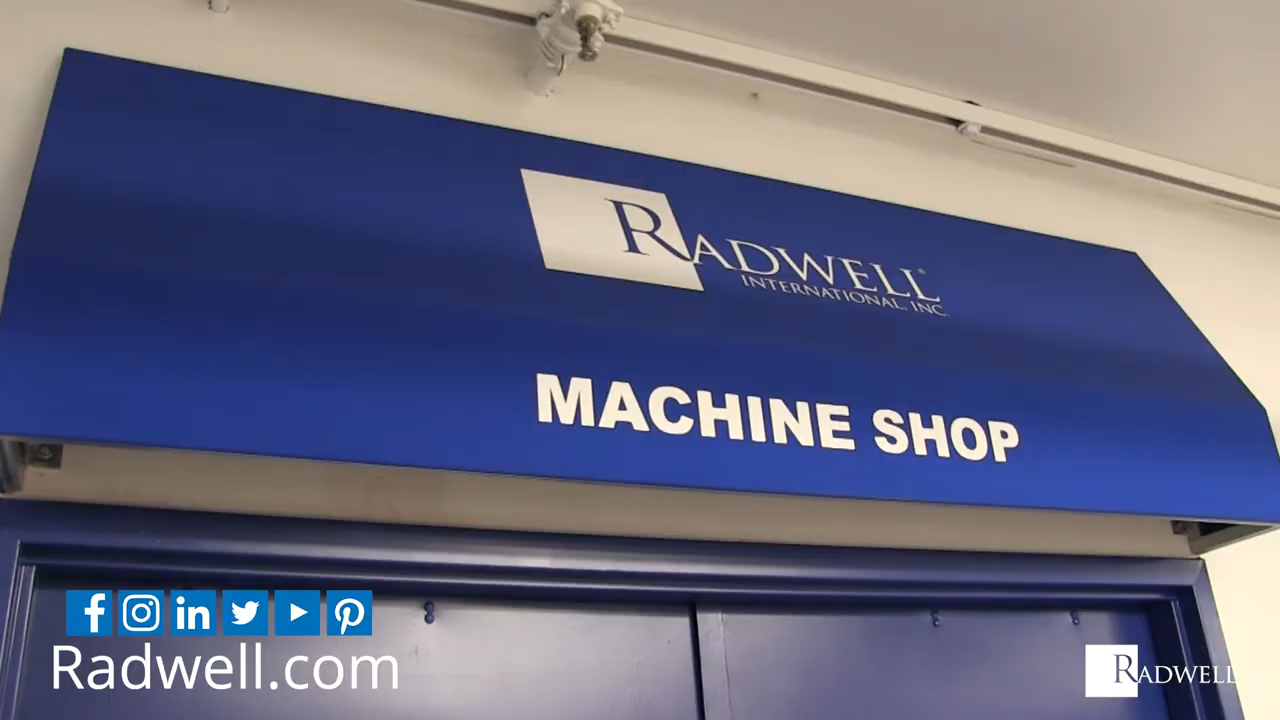 RADWELL®
INTERNATIONAL, INC.
MACHINE SHOP
Radwell.com
RADWELL